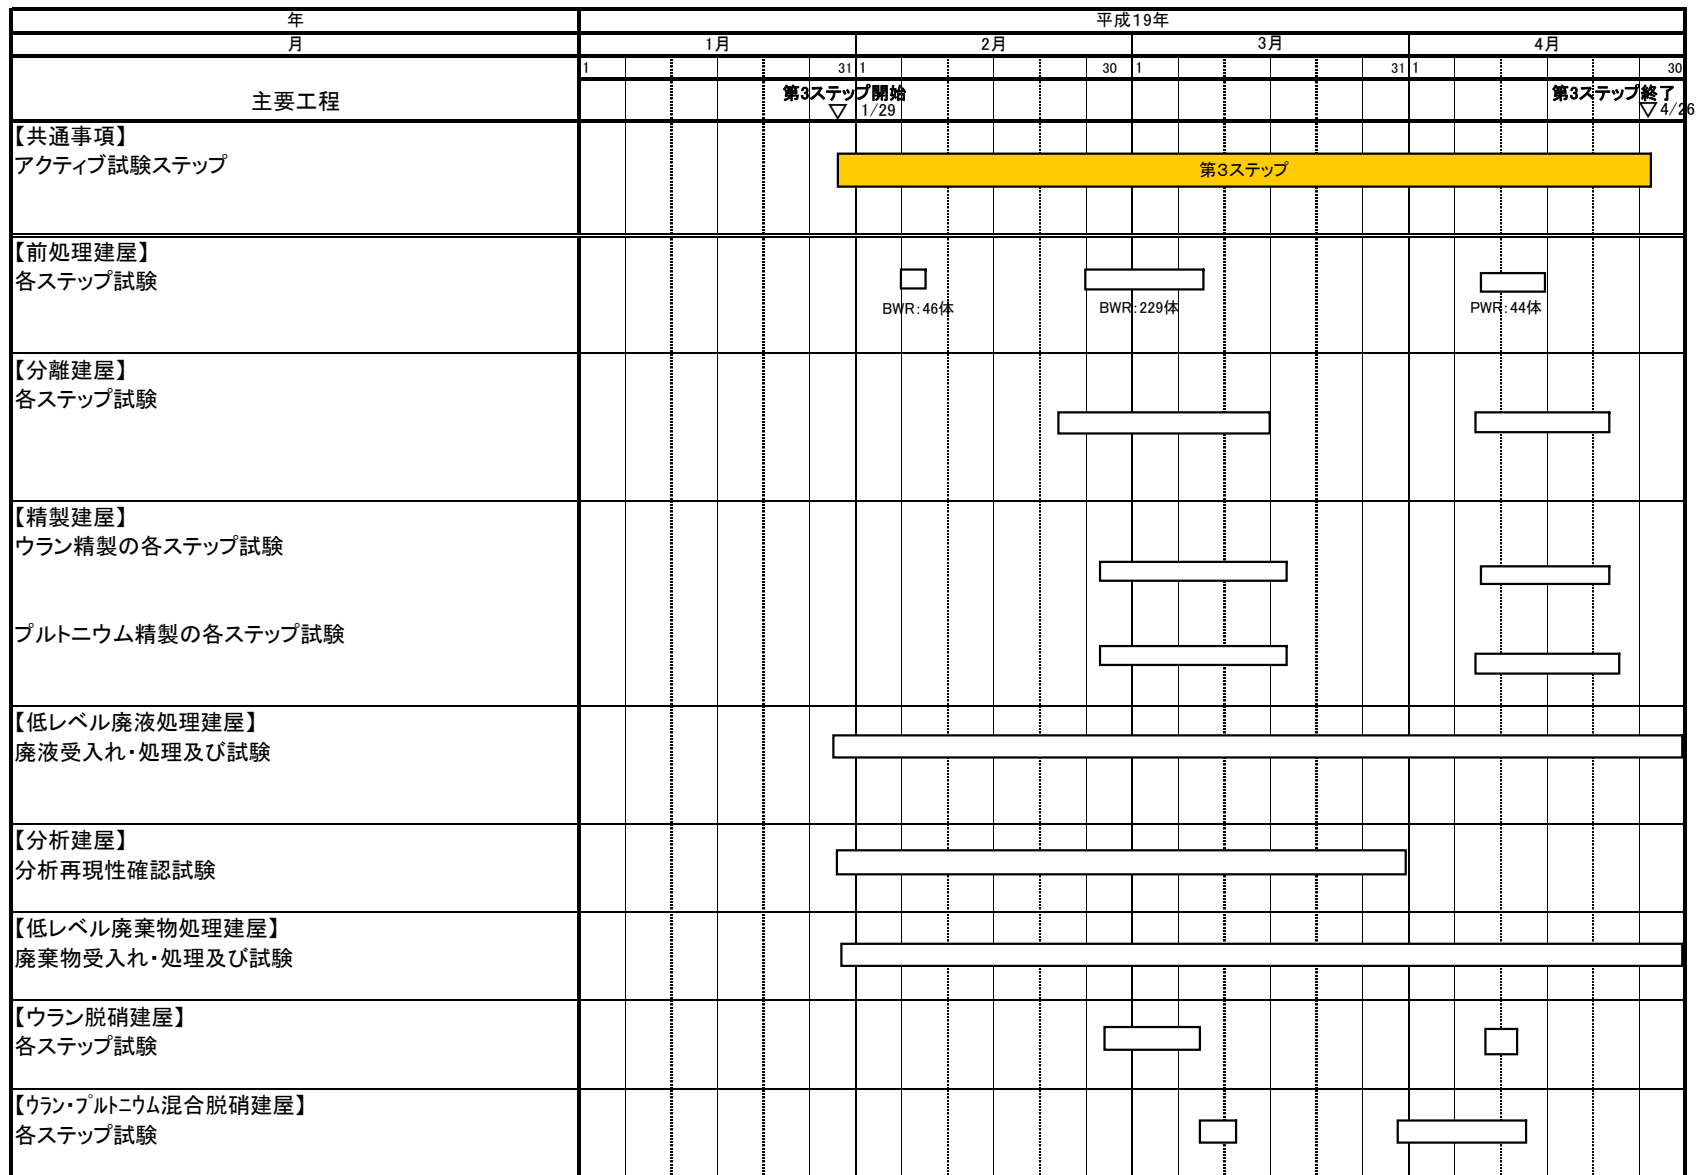 年
平成19年
月
1月
2月
3月
4月
1
31
1
30
1
31
1
30
主要工程
第3ステップ開始
▽ 1/29
第3ステップ終了
▽ 4/26
【共通事項】
アクティブ試験ステップ
第3ステップ
【前処理建屋】
各ステップ試験
BWR:46体
BWR:229体
PWR:44体
【分離建屋】
各ステップ試験
【精製建屋】
ウラン精製の各ステップ試験
プルトニウム精製の各ステップ試験
【低レベル廃液処理建屋】
廃液受入れ・処理及び試験
【分析建屋】
分析再現性確認試験
【低レベル廃棄物処理建屋】
廃棄物受入れ・処理及び試験
【ウラン脱硝建屋】
各ステップ試験
【ウラン・プルトニウム混合脱硝建屋】
各ステップ試験